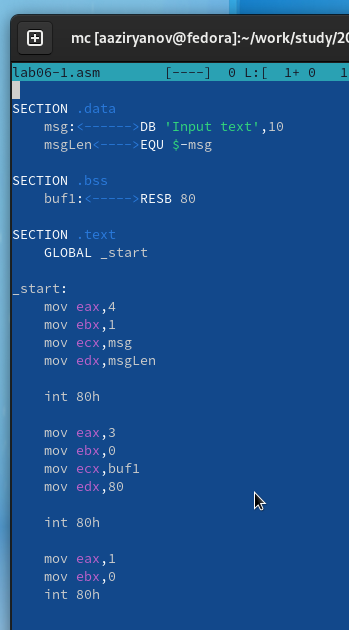 mc [aaziryanov@fedora]:~/work/study/20
lab06-1.asm [----] 0 L:[ 1+ 0 1
SECTION .data
msg:<------>DB 'Input text',10
msgLen<---->EQU $-msg
SECTION .bss
buf1:<----->RESB 80
SECTION .text
GLOBAL _start
_start:
mov eax,4
mov ebx,1
mov ecx,msg
mov edx,msgLen
int 80h
mov eax,3
mov ebx,0
mov ecx,buf1
mov edx,80
int 80h
mov eax,1
mov ebx,0
int 80h